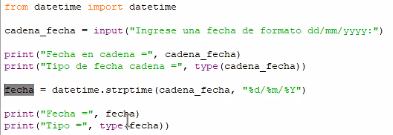 from datetime import datetime
cadena_fecha = input("Ingrese una fecha de formato dd/mm/yyyy:")
print("Fecha en cadena =", cadena_fecha)
print("Tipo de fecha cadena =", type(cadena_fecha))
fecha = datetime.strptime(cadena_fecha, "%d/%m/%Y")
print("Fecha =", fecha)
print("Tipo =", type(fecha))